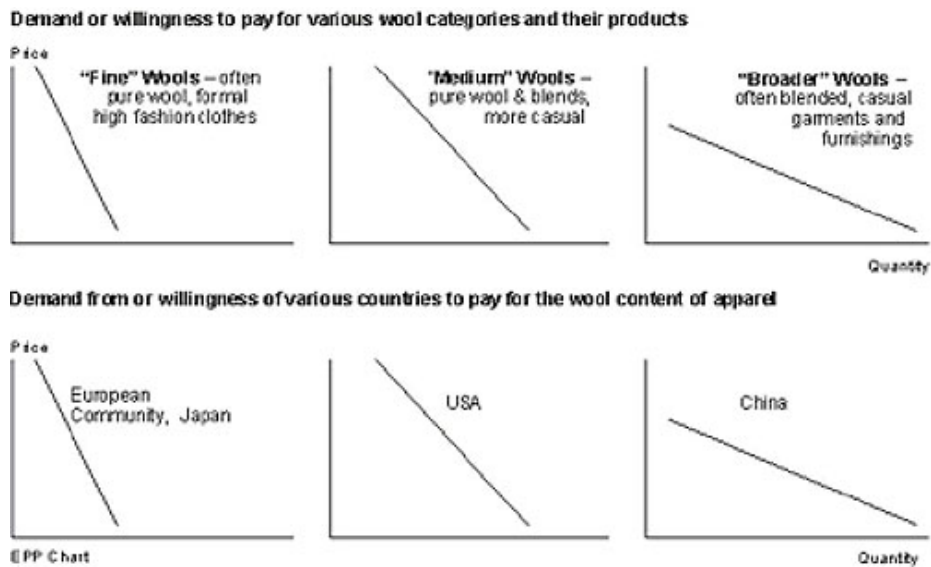 Demand or willingness to pay for various wool categories and their products
Price
“Fine” Wools – often
pure wool, formal
high fashion clothes
"Medium" Wools –
pure wool & blends,
more casual
“Broader” Wools –
often blended, casual
garments and
furnishings
Quantity
Demand from or willingness of various countries to pay for the wool content of apparel
Price
European
Community, Japan
USA
China
EPP Chart
Quantity